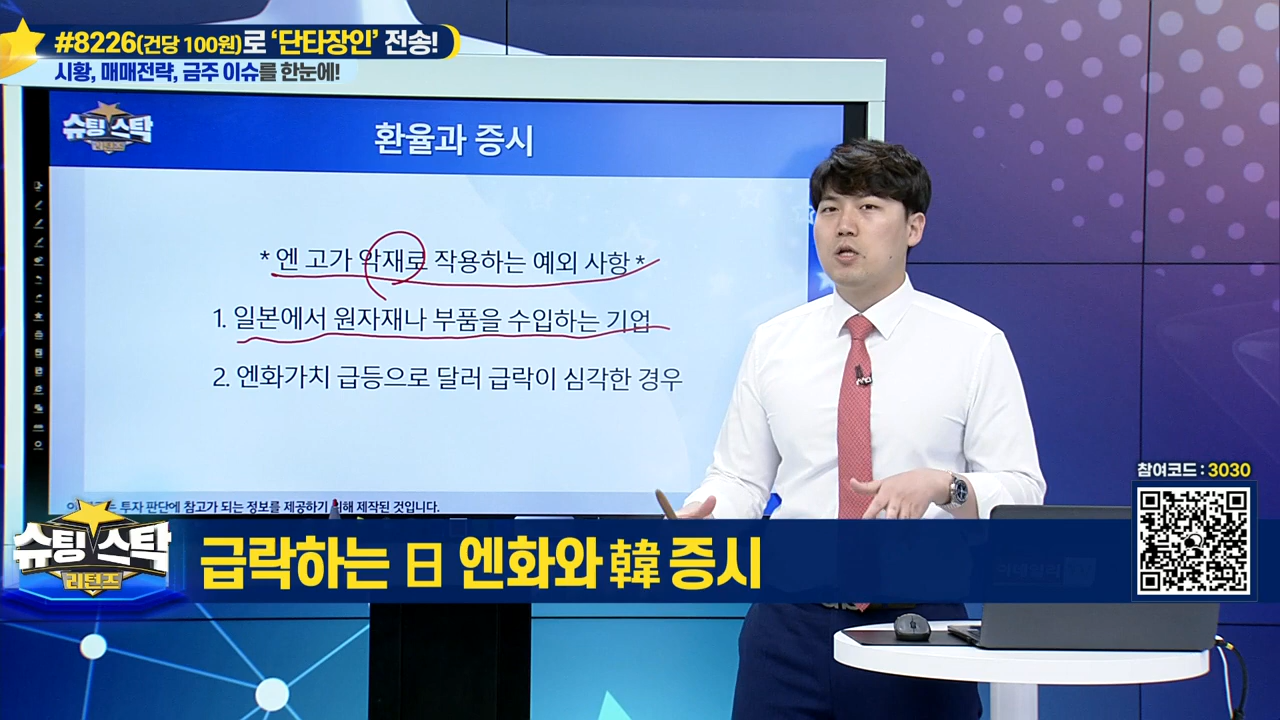 #8226(건당 100원)로 '단타장인' 전송!
시황, 매매전략, 금주 이슈를 한눈에!
슈팅 스탁
리턴즈
환율과 증시
* 엔 고가 악재로 작용하는 예외 사항 *
1. 일본에서 원자재나 부품을 수입하는 기업
2. 엔화가치 급등으로 달러 급락이 심각한 경우
투자 판단에 참고가 되는 정보를 제공하기 위해 제작된 것입니다.
참여코드 : 3030
슈팅 스탁
리턴즈
급락하는 日 엔화와 韓 증시